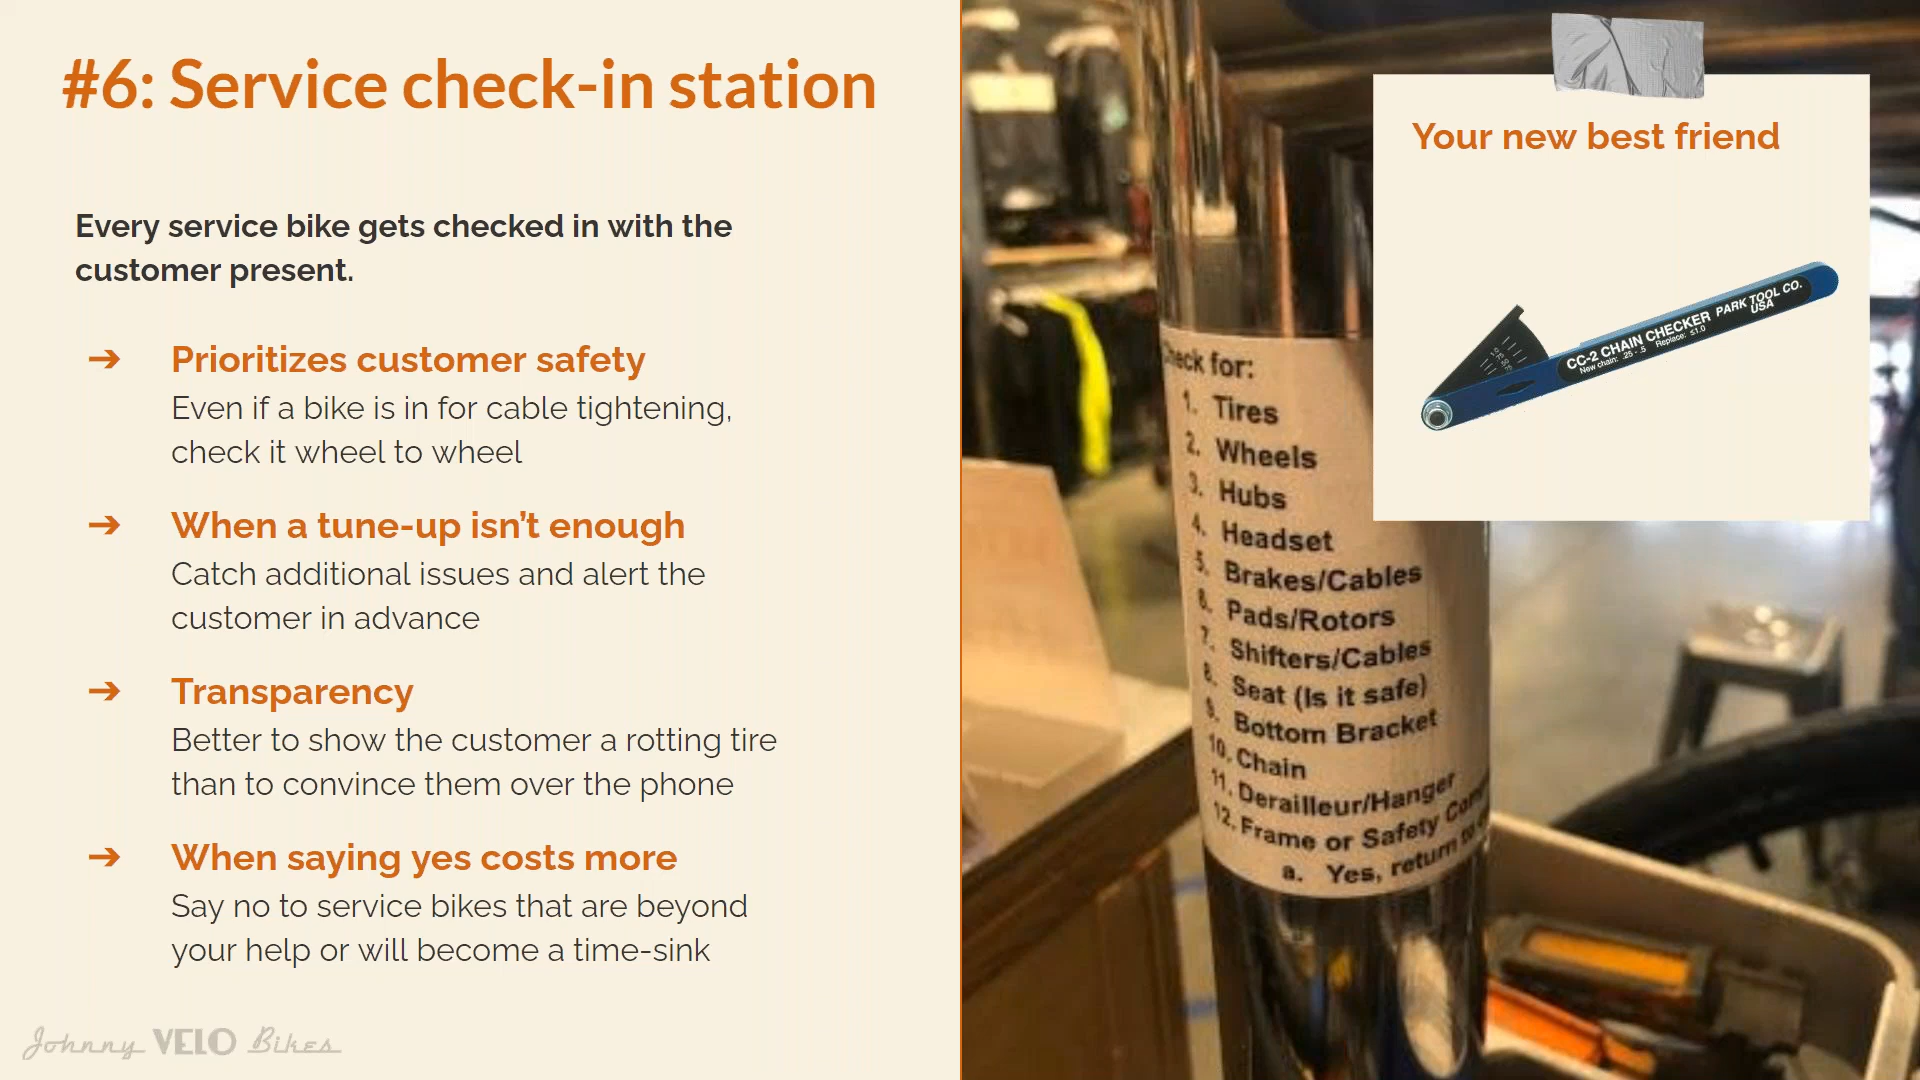 #6: Service check-in station
Every service bike gets checked in with the
customer present.
➔ Prioritizes customer safety
Even if a bike is in for cable tightening,
check it wheel to wheel
➔ When a tune-up isn’t enough
Catch additional issues and alert the
customer in advance
➔ Transparency
Better to show the customer a rotting tire
than to convince them over the phone
➔ When saying yes costs more
Say no to service bikes that are beyond
your help or will become a time-sink
Johnny VELO Bikes
Your new best friend
CC-2 CHAIN CHECKER PARK TOOL CO.
USA
New chain: .25 - .5 Replace: ≤1.0
Check for:
1. Tires
2. Wheels
3. Hubs
4. Headset
5. Brakes/Cables
6. Pads/Rotors
7. Shifters/Cables
8. Seat (Is it safe)
9. Bottom Bracket
10. Chain
11. Derailleur/Hanger
12. Frame or Safety
a. Yes, return to